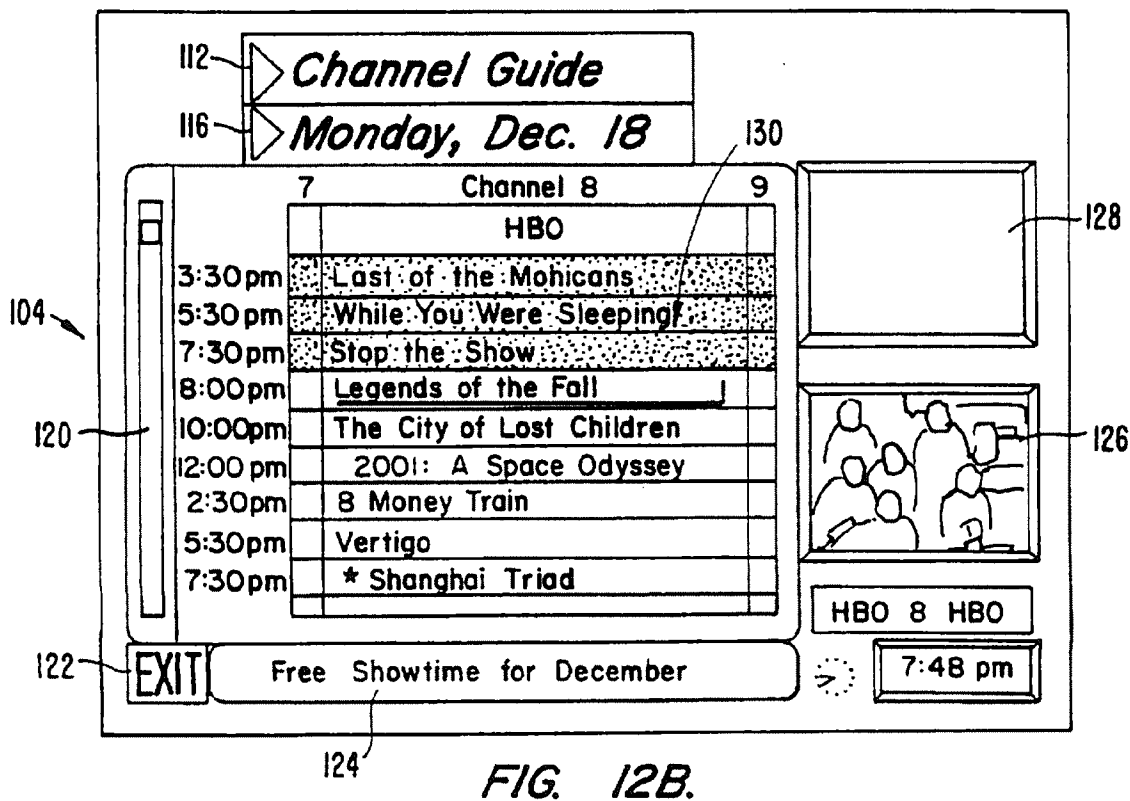 112
Channel Guide
116
Monday, Dec. 18
130
7 Channel 8 9
HBO
128
3:30pm Last of the Mohicans
104
5:30 pm While You Were Sleeping
7:30pm Stop the Show
8:00pm Legends of the Fall
120
10:00pm The City of Lost Children
126
12:00 pm 2001: A Space Odyssey
2:30pm 8 Money Train
5:30pm Vertigo
7:30pm * Shanghai Triad
HBO 8 HBO
122
EXIT
Free Showtime for December
7:48 pm
124
FIG. 12B.